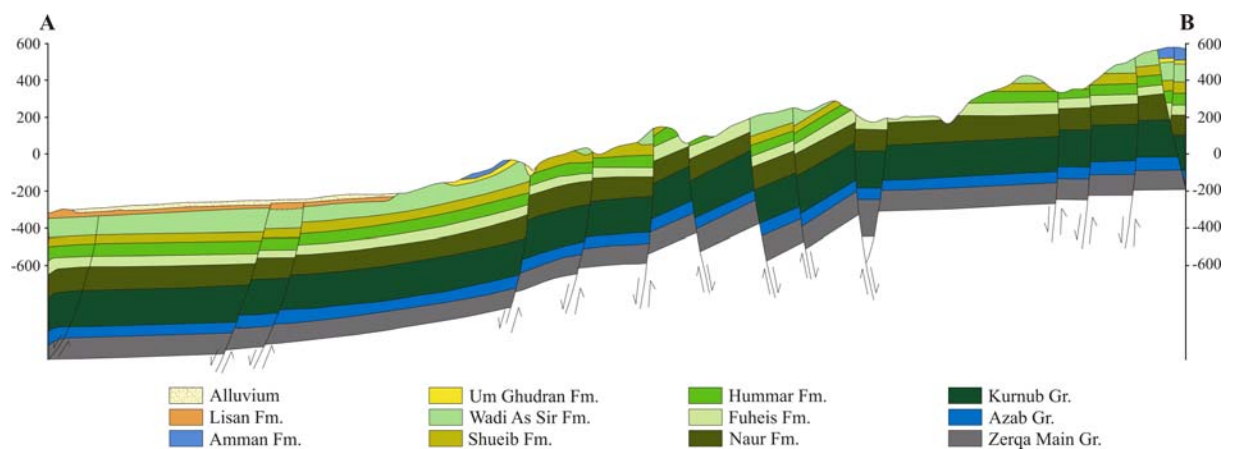 A B
600 600
400 400
200 200
0 0
-200 -200
-400 -400
-600 -600
Alluvium Um Ghudran Fm. Hummar Fm. Kurnub Gr.
Lisan Fm. Wadi As Sir Fm. Fuheis Fm. Azab Gr.
Amman Fm. Shueib Fm. Naur Fm. Zerqa Main Gr.